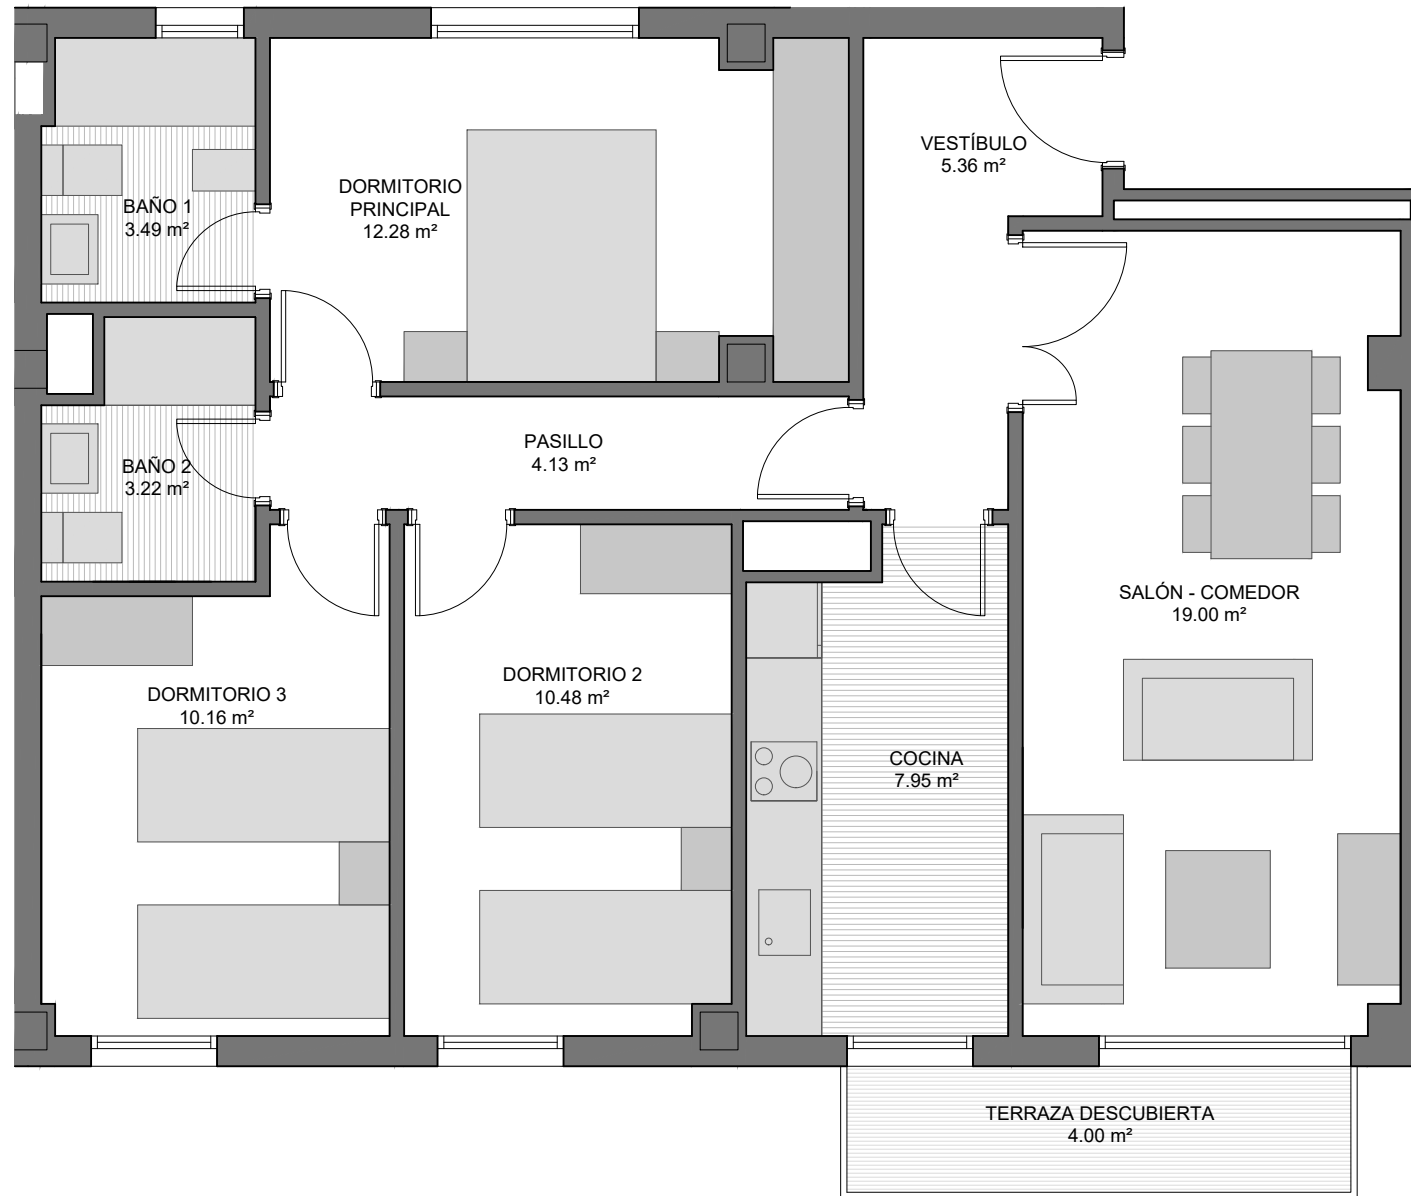 VESTÍBULO
5.36 m²
DORMITORIO
PRINCIPAL
12.28 m²
BAÑO 1
3.49 m²
PASILLO
4.13 m²
BAÑO 2
3.22 m²
SALÓN - COMEDOR
19.00 m²
DORMITORIO 2
10.48 m²
DORMITORIO 3
10.16 m²
COCINA
7.95 m²
TERRAZA DESCUBIERTA
4.00 m²